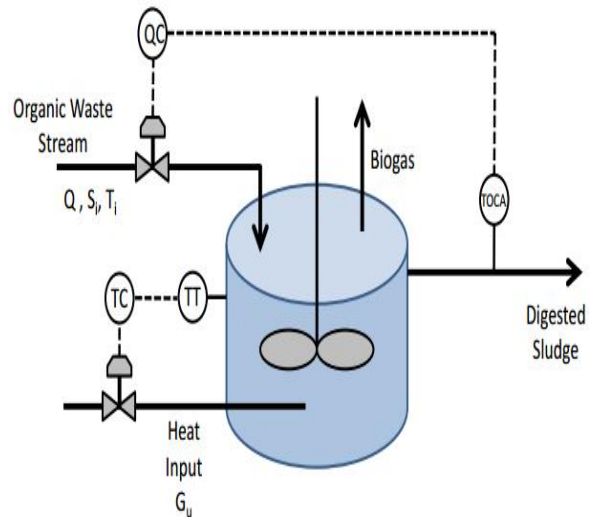 QC
Organic Waste
Stream
Q , Sᵢ, Tᵢ
Biogas
TOCA
TC
TT
Digested
Sludge
Heat
Input
Gᵤ